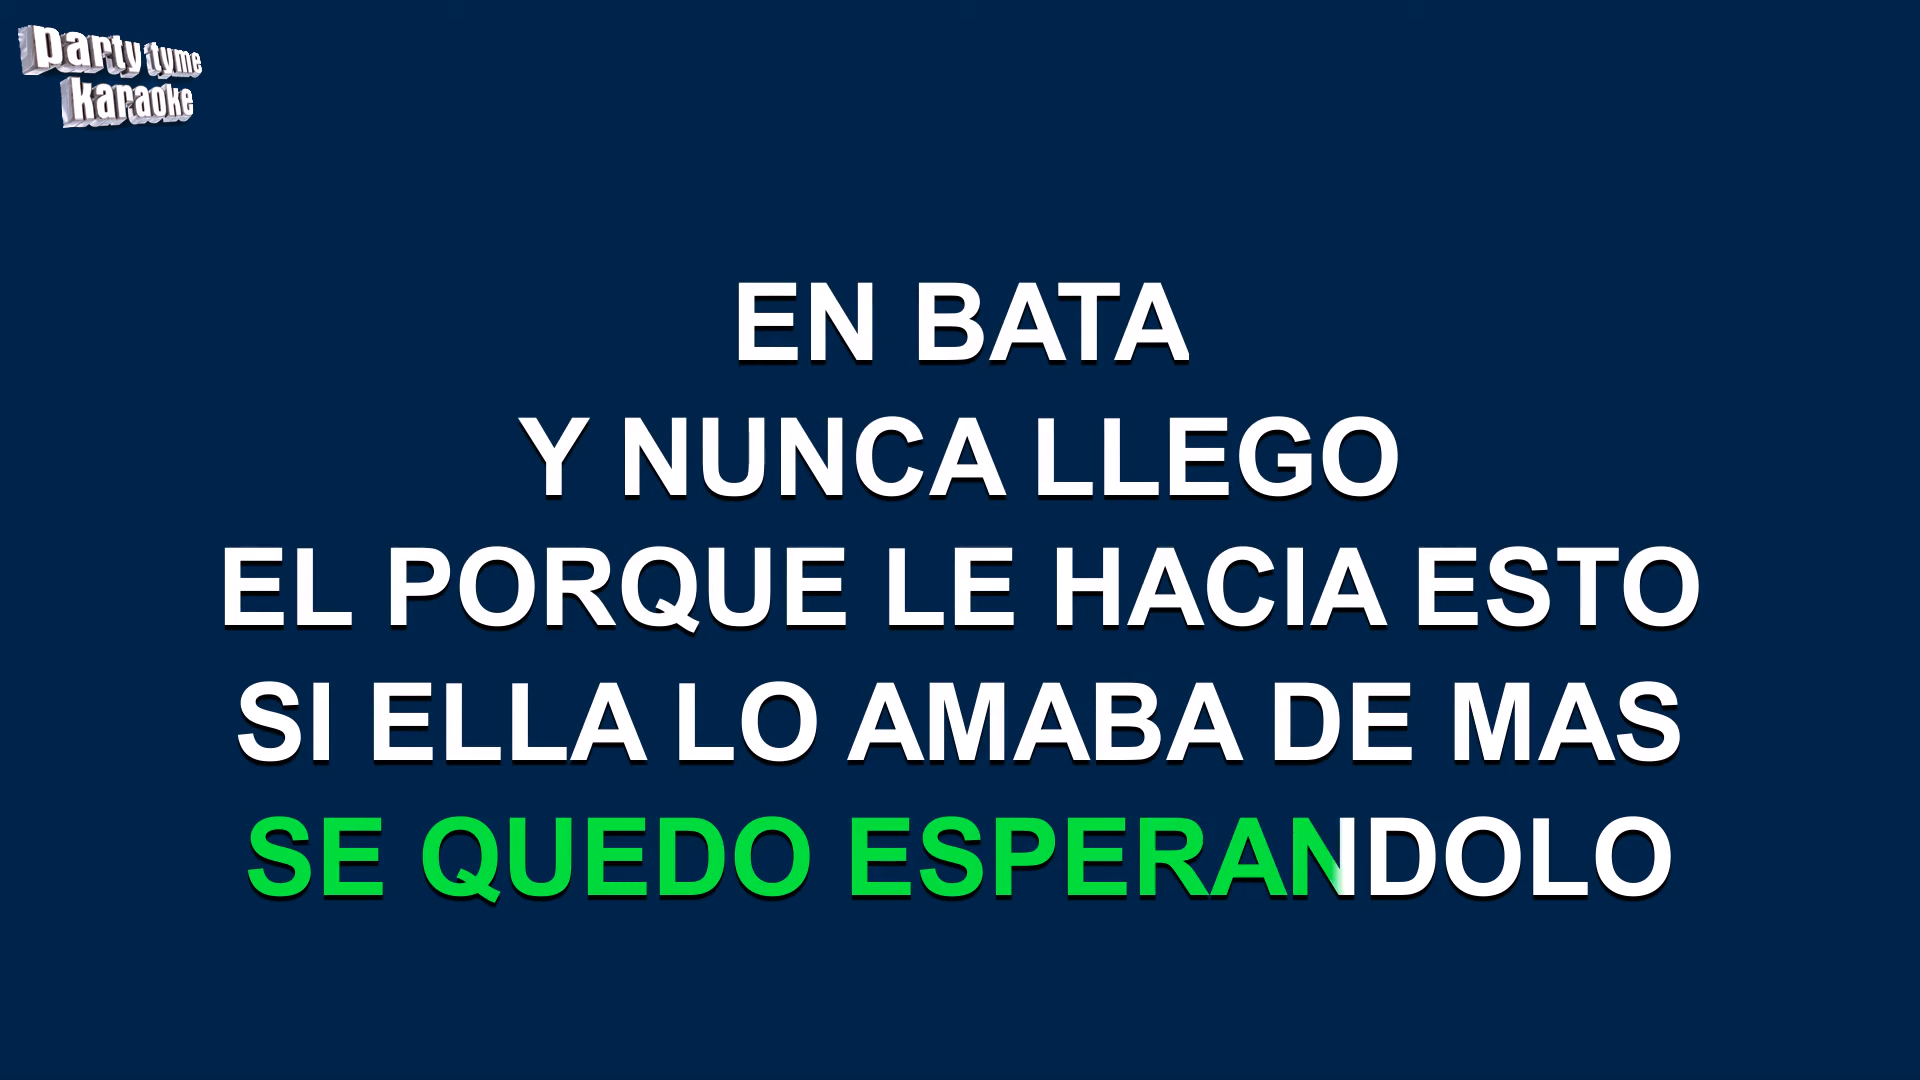 party tyme
karaoke
EN BATA
Y NUNCA LLEGO
EL PORQUE LE HACIA ESTO
SI ELLA LO AMABA DE MAS
SE QUEDO ESPERANDOLO